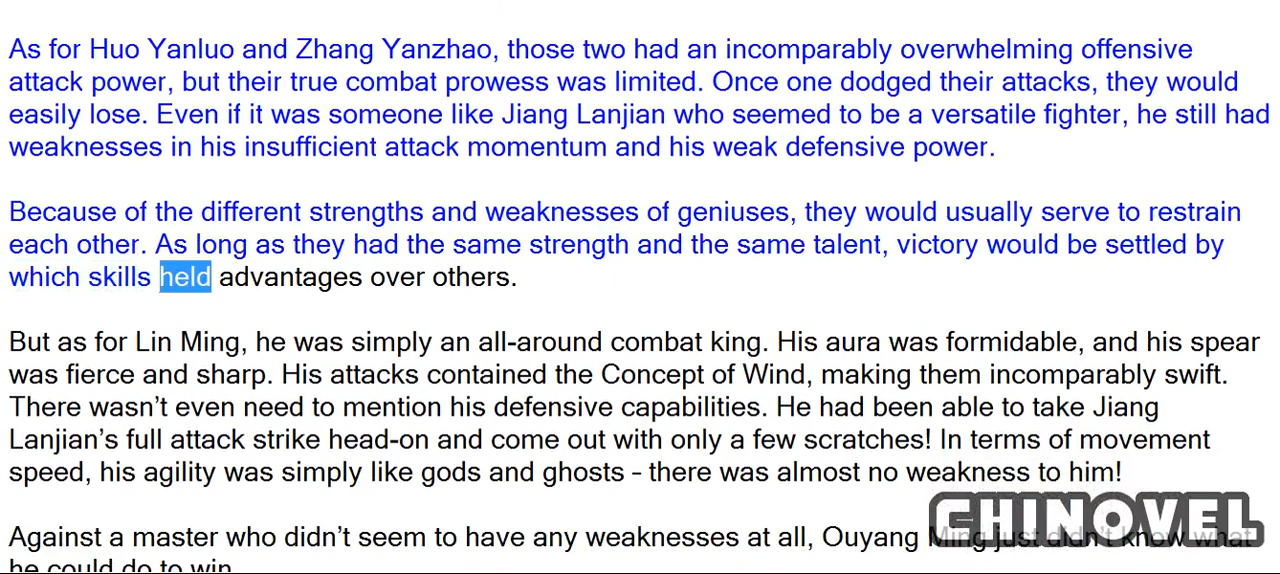 As for Huo Yanluo and Zhang Yanzhao, those two had an incomparably overwhelming offensive
attack power, but their true combat prowess was limited. Once one dodged their attacks, they would
easily lose. Even if it was someone like Jiang Lanjian who seemed to be a versatile fighter, he still had
weaknesses in his insufficient attack momentum and his weak defensive power.
Because of the different strengths and weaknesses of geniuses, they would usually serve to restrain
each other. As long as they had the same strength and the same talent, victory would be settled by
which skills held advantages over others.
But as for Lin Ming, he was simply an all-around combat king. His aura was formidable, and his spear
was fierce and sharp. His attacks contained the Concept of Wind, making them incomparably swift.
There wasn’t even need to mention his defensive capabilities. He had been able to take Jiang
Lanjian’s full attack strike head-on and come out with only a few scratches! In terms of movement
speed, his agility was simply like gods and ghosts – there was almost no weakness to him!
Against a master who didn’t seem to have any weaknesses at all, Ouyang Ming just didn’t know what
he could do to win.
CHINOVEL